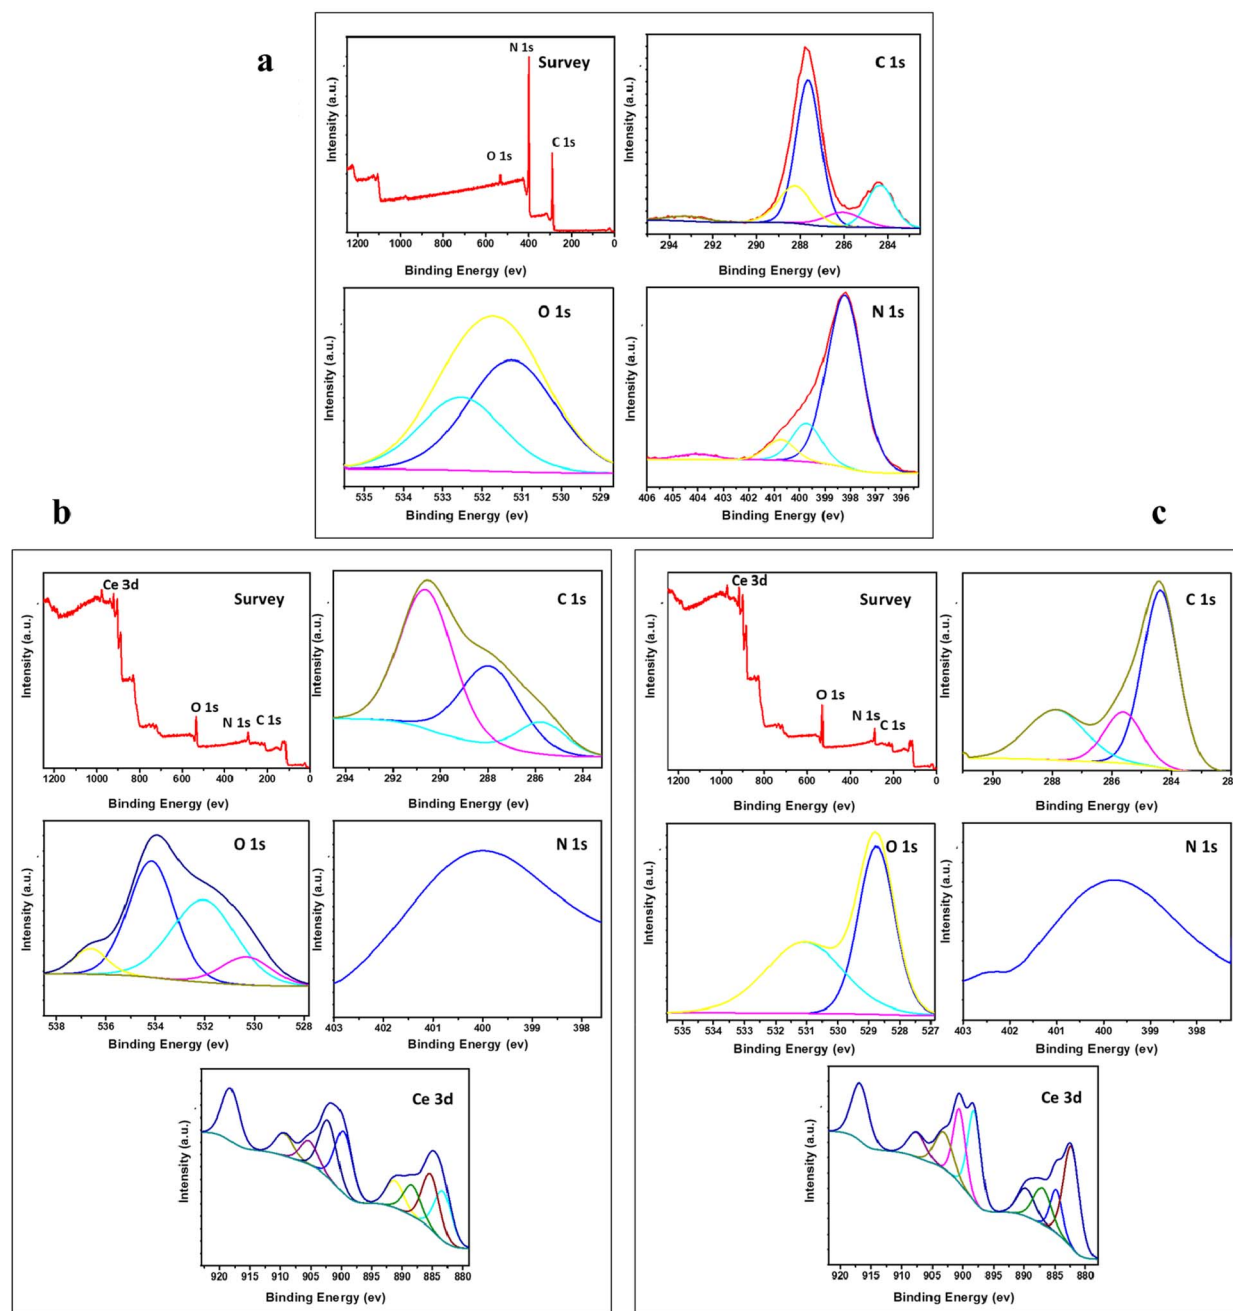 a
N 1s
Survey
O 1s
C 1s
Intensity (a.u.)
1200 1000 800 600 400 200 0
Binding Energy (ev)
C 1s
Intensity (a.u.)
294 292 290 288 286 284
Binding Energy (ev)
O 1s
Intensity (a.u.)
535 534 533 532 531 530 529
Binding Energy (ev)
N 1s
Intensity (a.u.)
406 405 404 403 402 401 400 399 398 397 396
Binding Energy (ev)
b
Ce 3d
Survey
O 1s
N 1s
C 1s
Intensity (a.u.)
1200 1000 800 600 400 200 0
Binding Energy (ev)
C 1s
Intensity (a.u.)
294 292 290 288 286 284
Binding Energy (ev)
O 1s
Intensity (a.u.)
538 536 534 532 530 528
Binding Energy (ev)
N 1s
Intensity (a.u.)
403 402 401 400 399 398
Binding Energy (ev)
Ce 3d
Intensity (a.u.)
920 915 910 905 900 895 890 885 880
Binding Energy (ev)
c
Ce 3d
Survey
O 1s
N 1s
C 1s
Intensity (a.u.)
1200 1000 800 600 400 200 0
Binding Energy (ev)
C 1s
Intensity (a.u.)
290 288 286 284 28
Binding Energy (ev)
O 1s
Intensity (a.u.)
535 534 533 532 531 530 529 528 527
Binding Energy (ev)
N 1s
Intensity (a.u.)
403 402 401 400 399 398
Binding Energy (ev)
Ce 3d
Intensity (a.u.)
920 915 910 905 900 895 890 885 880
Binding Energy (ev)